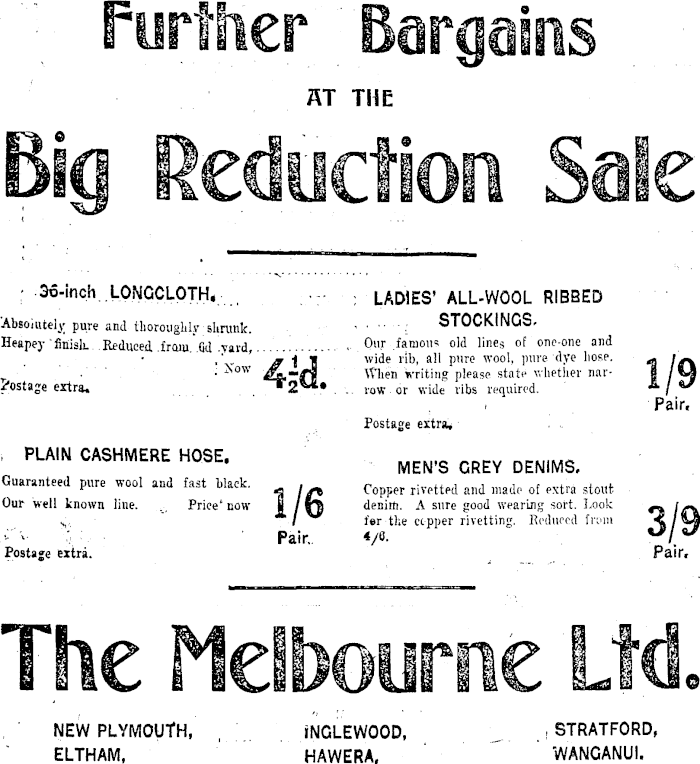 Further Bargains
AT THE
Big Reduction Sale
36-inch LONGCLOTH.
Absolutely pure and thoroughly shrunk.
Heapey finish. Reduced from 6d yard,
Now
4½d.
Postage extra.
LADIES' ALL-WOOL RIBBED
STOCKINGS.
Our famous old lines of one-one and
wide rib, all pure wool, pure dye hose.
When writing please state whether nar-
row or wide ribs required.
1/9
Pair.
Postage extra.
PLAIN CASHMERE HOSE.
Guaranteed pure wool and fast black.
Our well known line. Price now
1/6
Pair.
Postage extra.
MEN'S GREY DENIMS.
Copper rivetted and made of extra stout
denim. A sure good wearing sort. Look
for the copper rivetting. Reduced from
4/6.
3/9
Pair.
The Melbourne Ltd.
NEW PLYMOUTH, INGLEWOOD, STRATFORD,
ELTHAM, HAWERA, WANGANUI.